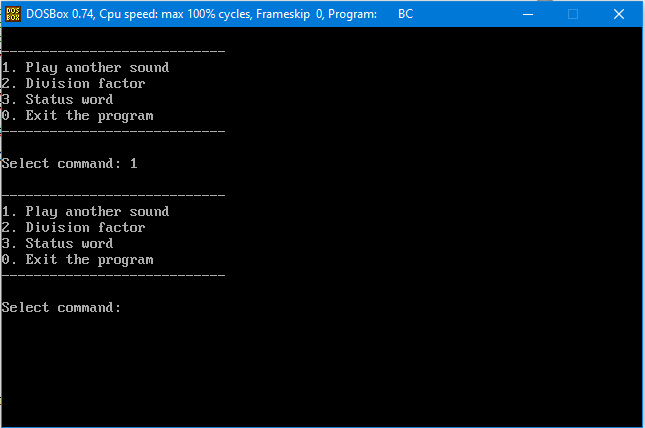 DOS
BOX
DOSBox 0.74, Cpu speed: max 100% cycles, Frameskip 0, Program: BC
----------------------------
1. Play another sound
2. Division factor
3. Status word
0. Exit the program
----------------------------
Select command: 1
----------------------------
1. Play another sound
2. Division factor
3. Status word
0. Exit the program
----------------------------
Select command: